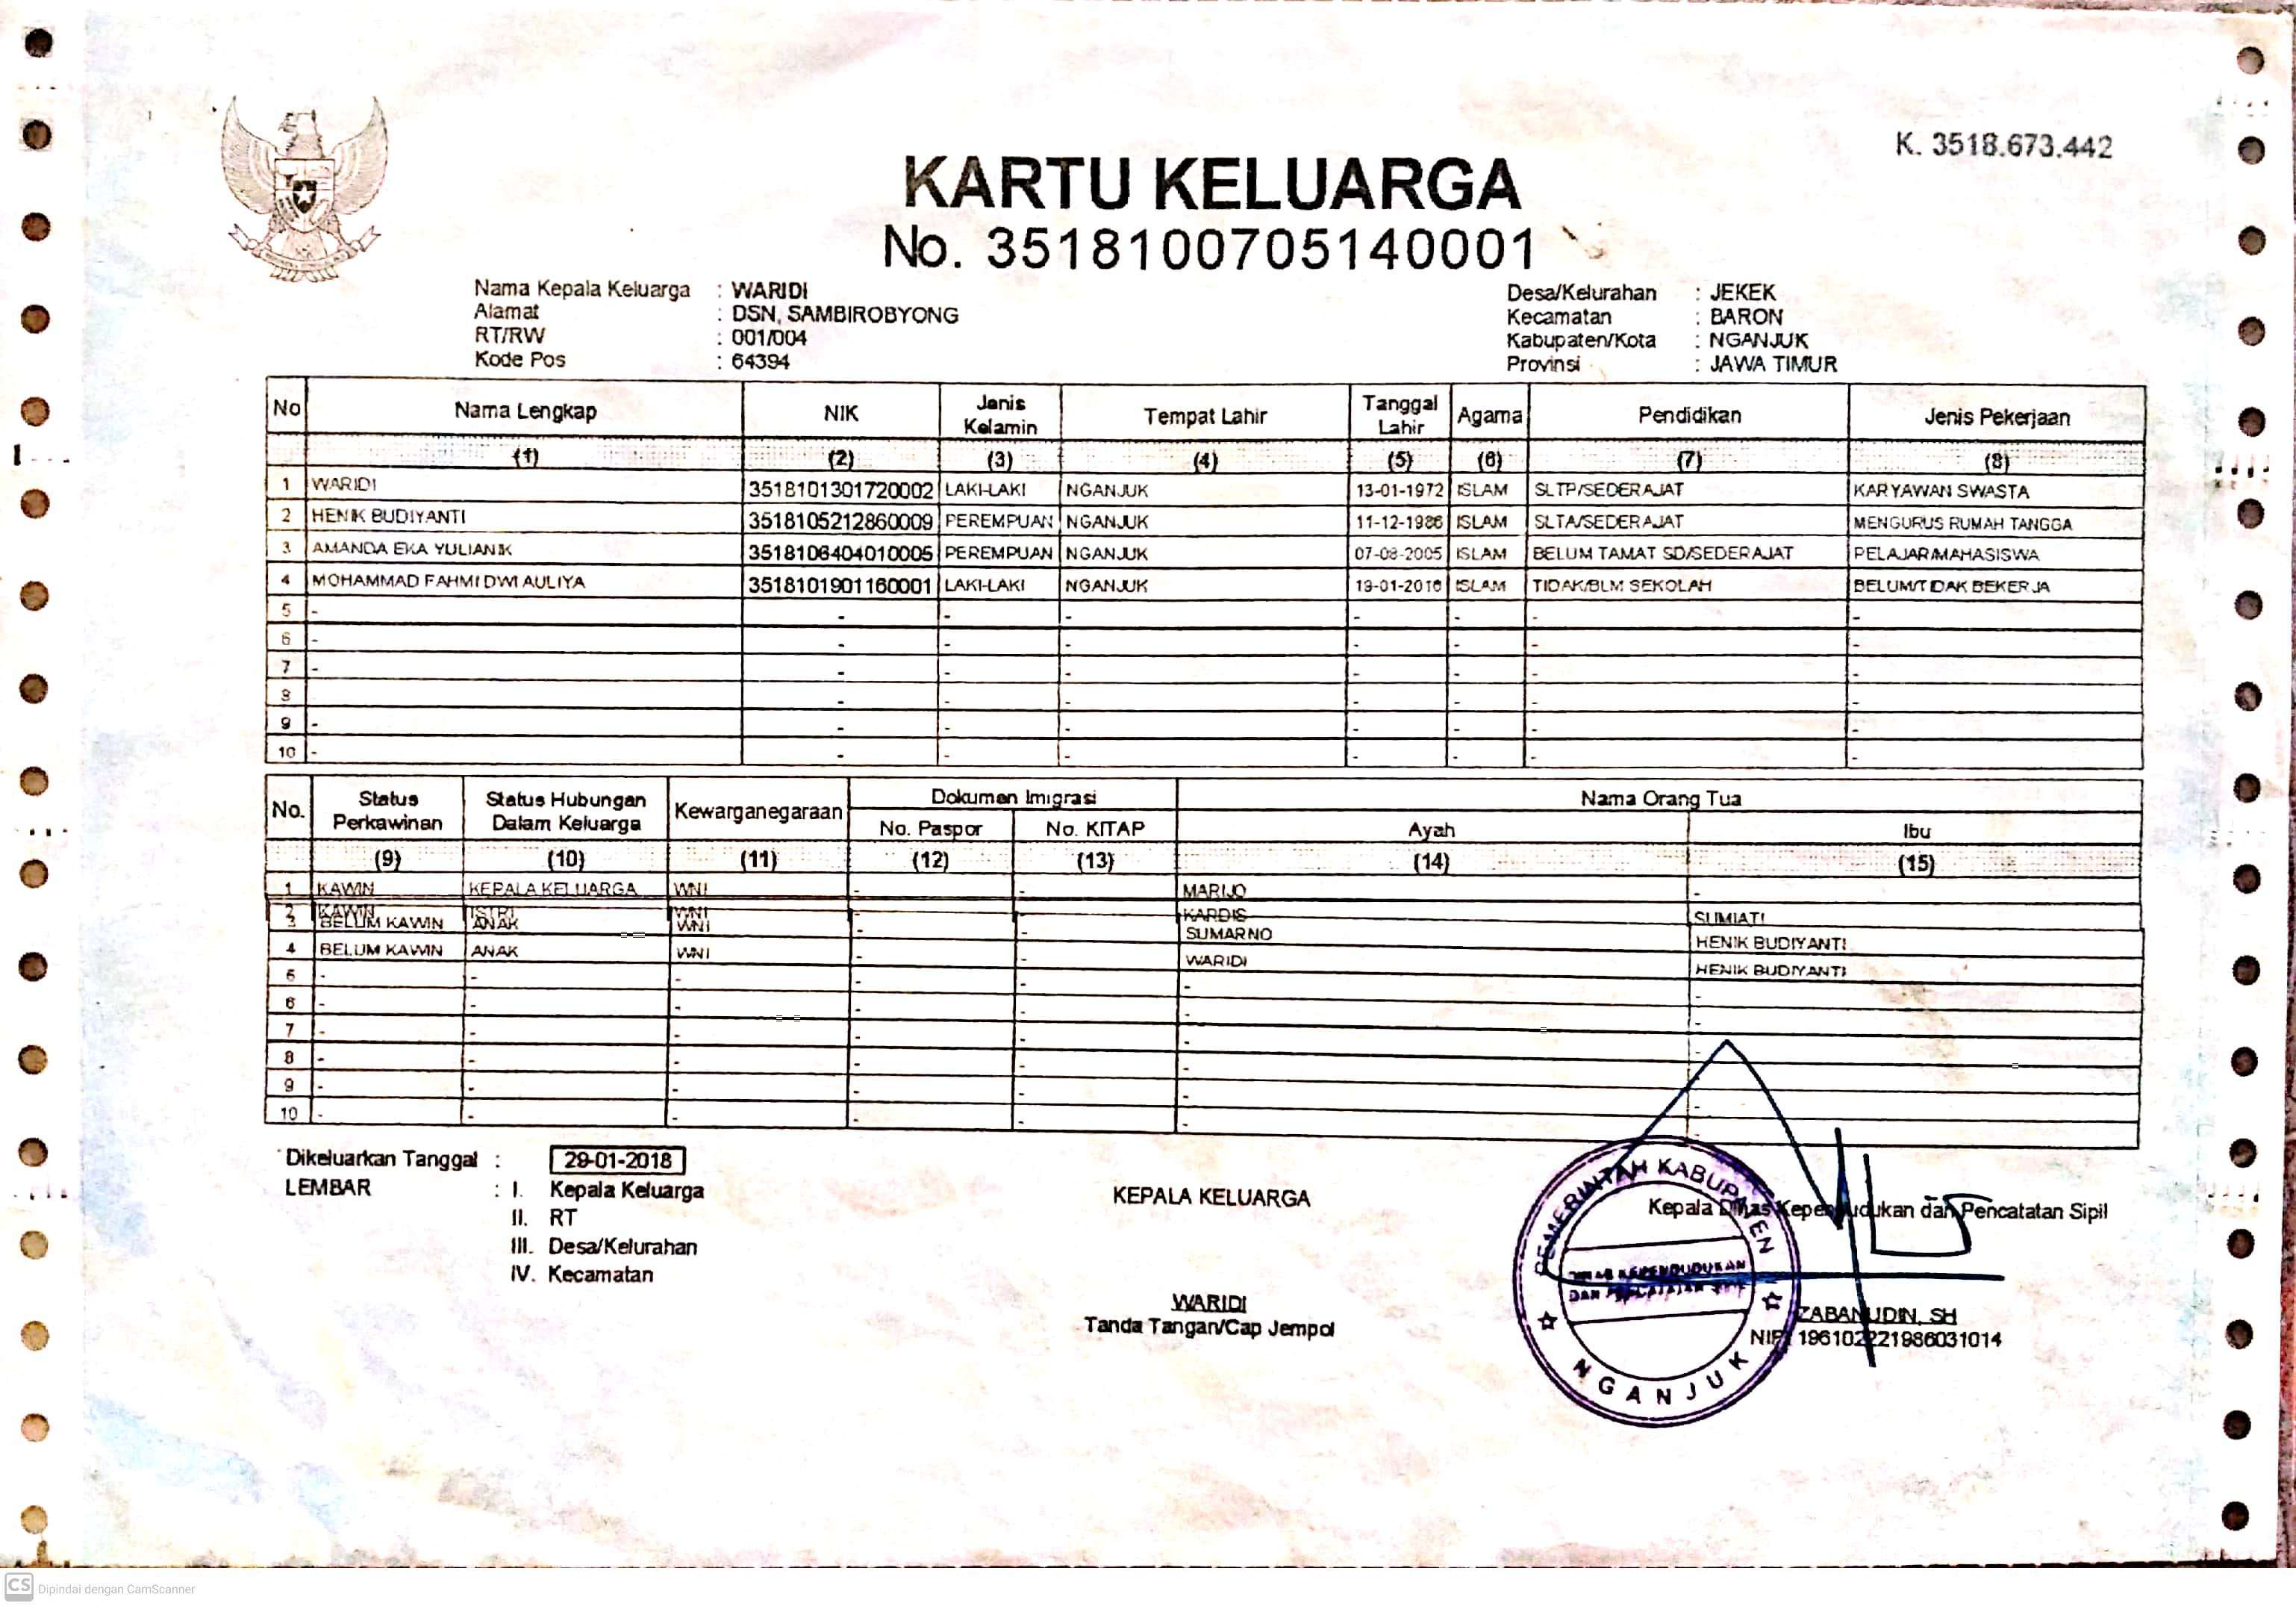 K. 3518.673.442
KARTU KELUARGA
No. 3518100705140001
Nama Kepala Keluarga : WARIDI
Alamat : DSN, SAMBIROBYONG
RT/RW : 001/004
Kode Pos : 64394
Desa/Kelurahan : JEKEK
Kecamatan : BARON
Kabupaten/Kota : NGANJUK
Provinsi : JAWA TIMUR
No Nama Lengkap NIK Jenis Kelamin Tempat Lahir Tanggal Lahir Agama Pendidikan Jenis Pekerjaan
(1) (2) (3) (4) (5) (6) (7) (8)
1 WARIDI 3518101301720002 LAKI-LAKI NGANJUK 13-01-1972 ISLAM SLTP/SEDERAJAT KARYAWAN SWASTA
2 HENIK BUDIYANTI 3518105212860009 PEREMPUAN NGANJUK 11-12-1986 ISLAM SLTA/SEDERAJAT MENGURUS RUMAH TANGGA
3 AMANDA EKA YULIANIK 3518106404010005 PEREMPUAN NGANJUK 07-08-2005 ISLAM BELUM TAMAT SD/SEDERAJAT PELAJAR/MAHASISWA
4 MOHAMMAD FAHMI DWI AULIYA 3518101901160001 LAKI-LAKI NGANJUK 19-01-2016 ISLAM TIDAK/BLM SEKOLAH BELUM/TIDAK BEKERJA
5 - - - - - - - -
6 - - - - - - - -
7 - - - - - - - -
8 - - - - - - -
9 - - - - - - - -
10 - - - - - - - -
No. Status Perkawinan Status Hubungan Dalam Keluarga Kewarganegaraan Dokumen Imigrasi Nama Orang Tua
No. Paspor No. KITAP Ayah Ibu
(9) (10) (11) (12) (13) (14) (15)
1 KAWIN KEPALA KELUARGA WNI - - MARIJO -
2 KAWIN ISTRI WNI - - KARDIS SUMIATI
3 BELUM KAWIN ANAK WNI - - SUMARNO HENIK BUDIYANTI
4 BELUM KAWIN ANAK WNI - - WARIDI HENIK BUDIYANTI
5 - - - - - - -
6 - - - - - - -
7 - - - - - - -
8 - - - - - - -
9 - - - - - - -
10 - - - - - - -
Dikeluarkan Tanggal : 29-01-2018
LEMBAR : I. Kepala Keluarga
II. RT
III. Desa/Kelurahan
IV. Kecamatan
KEPALA KELUARGA
WARIDI
Tanda Tangan/Cap Jempol
Kepala Dinas Kependudukan dan Pencatatan Sipil
PEMERINTAH KABUPATEN
DINAS KEPENDUDUKAN
DAN PENCATATAN SIPIL
NGANJUK
ZABANUDIN, SH
NIP. 196102221986031014
CS Dipindai dengan CamScanner